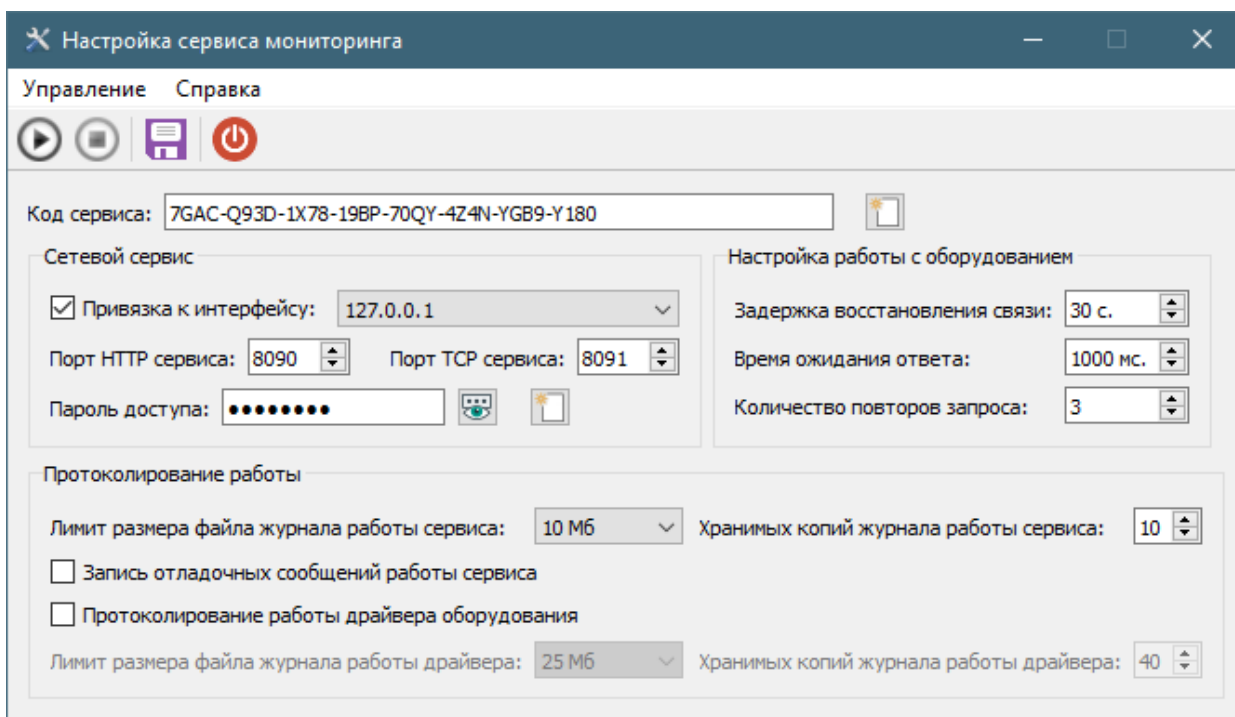 Настройка сервиса мониторинга
Управление Справка
Код сервиса: 7GAC-Q93D-1X78-19BP-70QY-4Z4N-YGB9-Y180
Сетевой сервис
Привязка к интерфейсу: 127.0.0.1
Порт HTTP сервиса: 8090 Порт TCP сервиса: 8091
Пароль доступа: ●●●●●●●●
Настройка работы с оборудованием
Задержка восстановления связи: 30 с.
Время ожидания ответа: 1000 мс.
Количество повторов запроса: 3
Протоколирование работы
Лимит размера файла журнала работы сервиса: 10 Мб Хранимых копий журнала работы сервиса: 10
Запись отладочных сообщений работы сервиса
Протоколирование работы драйвера оборудования
Лимит размера файла журнала работы драйвера: 25 Мб Хранимых копий журнала работы драйвера: 40